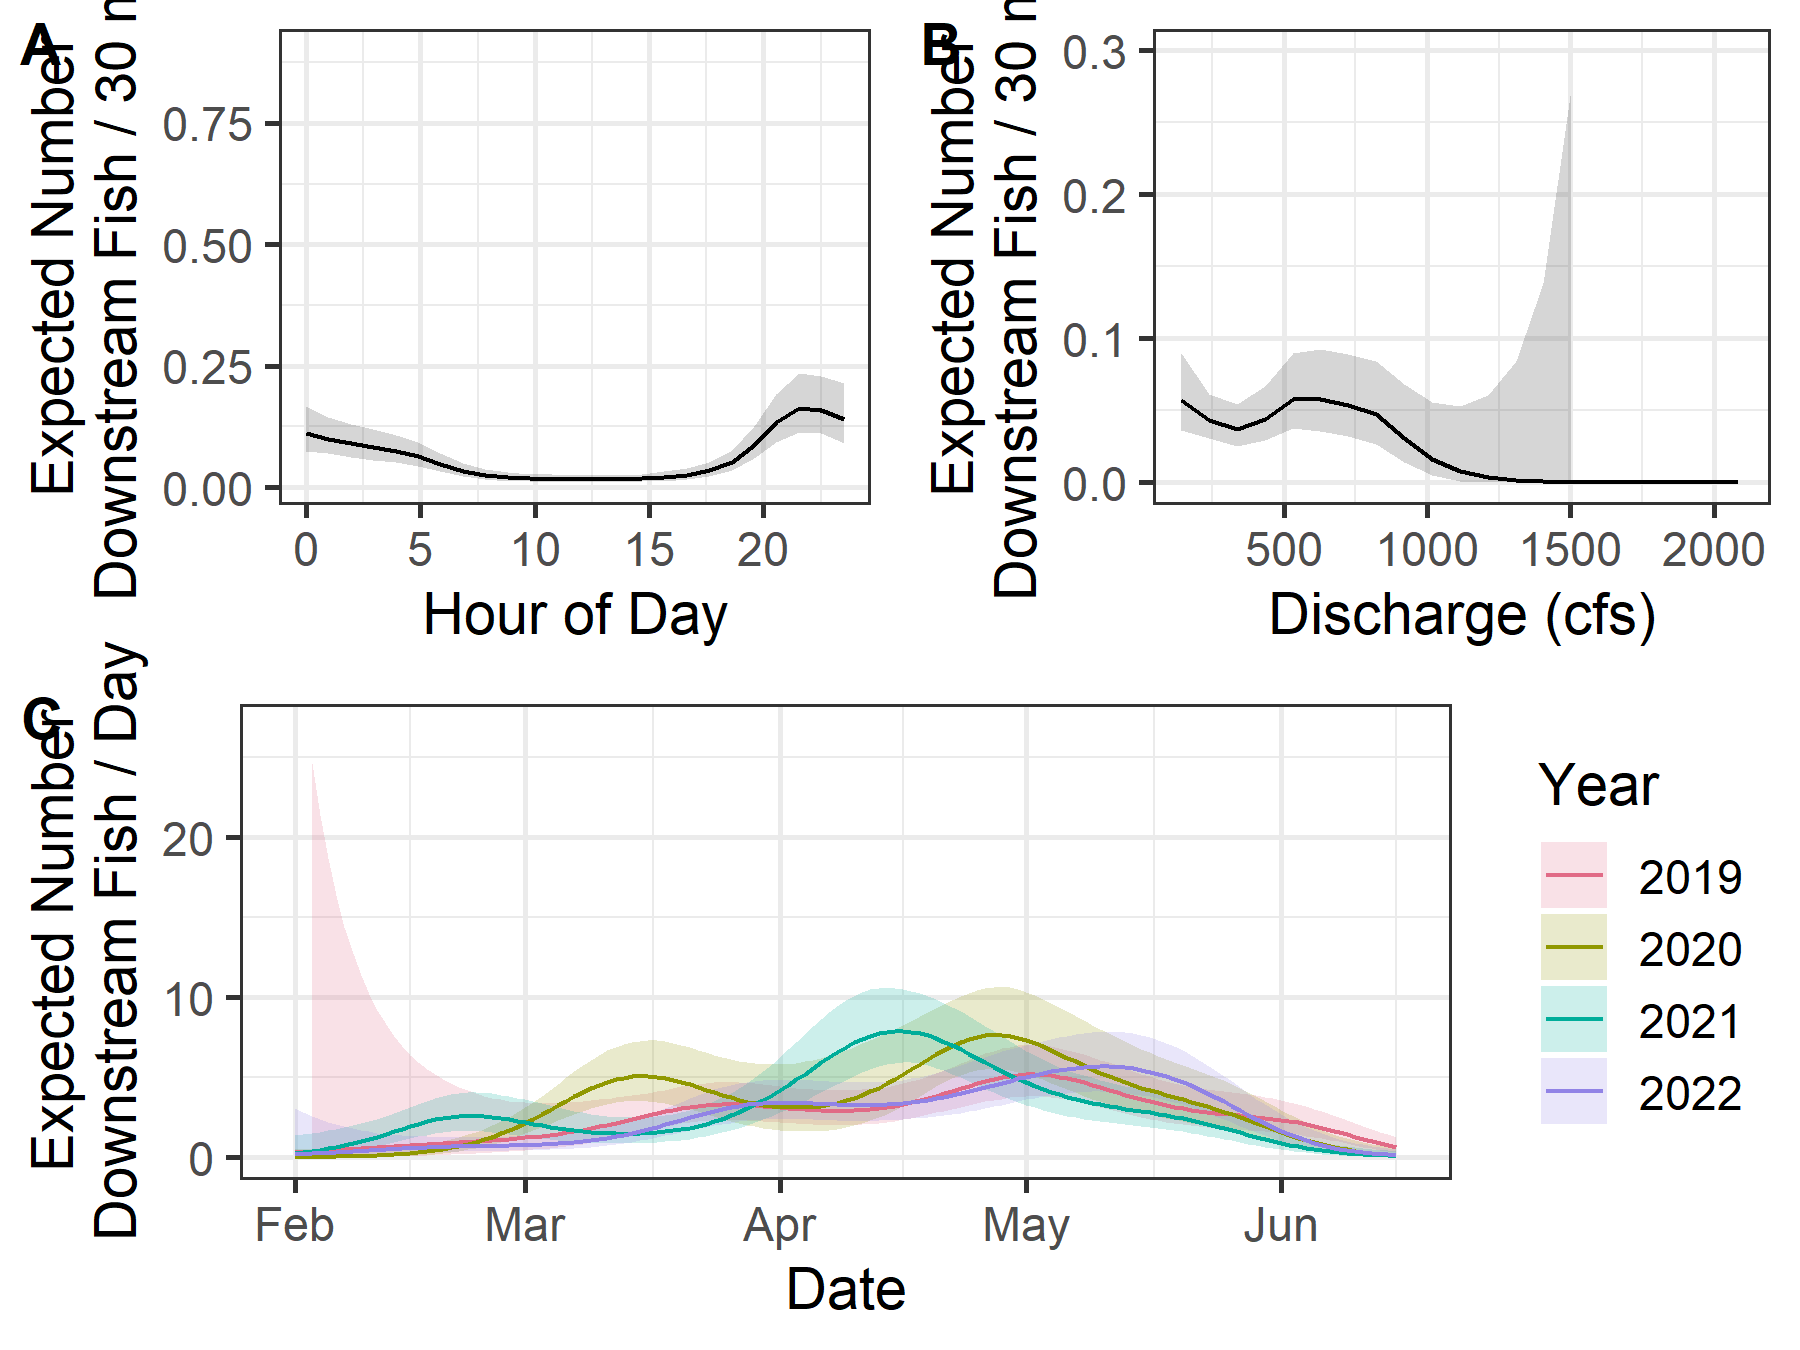 A
Expected Number
Downstream Fish / 30 m
0.75
0.50
0.25
0.00
0 5 10 15 20
Hour of Day
B
Expected Number
Downstream Fish / 30 m
0.3
0.2
0.1
0.0
500 1000 1500 2000
Discharge (cfs)
C
Expected Number
Downstream Fish / Day
20
10
0
Feb Mar Apr May Jun
Date
Year
2019
2020
2021
2022